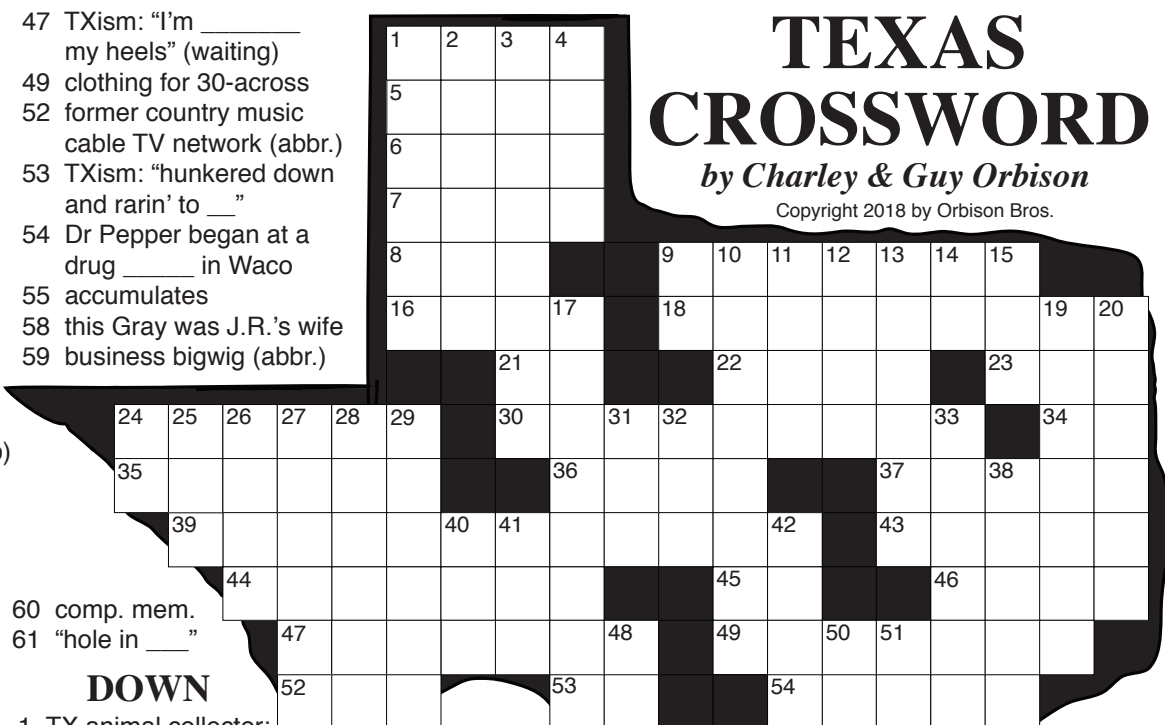 47 TXism: “I’m _______
my heels” (waiting)
49 clothing for 30-across
52 former country music
cable TV network (abbr.)
53 TXism: “hunkered down
and rarin’ to __”
54 Dr Pepper began at a
drug _____ in Waco
55 accumulates
58 this Gray was J.R.’s wife
59 business bigwig (abbr.)
60 comp. mem.
61 “hole in ___”
DOWN
1 TX animal collector:
TEXAS
CROSSWORD
by Charley & Guy Orbison
Copyright 2018 by Orbison Bros.
1 2 3 4
5
6
7
8 9 10 11 12 13 14 15
16 17 18 19 20
21 22 23
24 25 26 27 28 29 30 31 32 33 34
35 36 37 38
39 40 41 42 43
44 45 46
47 48 49 50 51
52 53 54